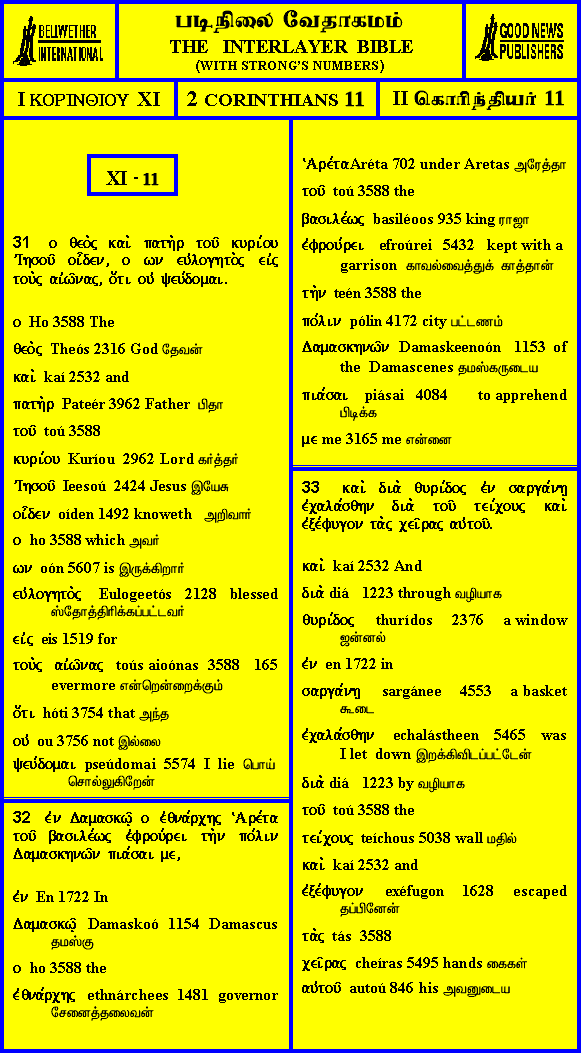 BELLWETHER
INTERNATIONAL
படிநிலை வேதாகமம்
THE INTERLAYER BIBLE
(WITH STRONG'S NUMBERS)
GOOD NEWS
PUBLISHERS
I ΚΟΡΙΝΘΙΟΥ XI
2 CORINTHIANS 11
II கொரிந்தியர் 11
XI - 11
31 ο θεὸς καὶ πατὴρ τοῦ κυρίου
Ἰησοῦ οἶδεν, ο ων εὐλογητὸς εἰς
τοὺς αἰῶνας, ὅτι οὐ ψεύδομαι..
ο Ho 3588 The
θεὸς Theós 2316 God தேவன்
καὶ kaí 2532 and
πατὴρ Pateér 3962 Father பிதா
τοῦ toú 3588
κυρίου Kuríou 2962 Lord கர்த்தர்
Ἰησοῦ Ieesoú 2424 Jesus இயேசு
οἶδεν oíden 1492 knoweth அறிவார்
ο ho 3588 which அவர்
ων oón 5607 is இருக்கிறார்
εὐλογητὸς Eulogeetós 2128 blessed
ஸ்தோத்திரிக்கப்பட்டவர்
εἰς eis 1519 for
τοὺς αἰῶνας toús aioónas 3588 165
evermore என்றென்றைக்கும்
ὅτι hóti 3754 that அந்த
οὐ ou 3756 not இல்லை
ψεύδομαι pseúdomai 5574 I lie பொய்
சொல்லுகிறேன்
32 ἐν Δαμασκῷ ο ἐθνάρχης Ἁρέτα
τοῦ βασιλέως ἐφρούρει τὴν πόλιν
Δαμασκηνῶν πιάσαι με,
ἐν En 1722 In
Δαμασκῷ Damaskoó 1154 Damascus
தமஸ்கு
ο ho 3588 the
ἐθνάρχης ethnárchees 1481 governor
சேனைத்தலைவன்
Ἁρέτα Aréta 702 under Aretas அரேத்தா
τοῦ toú 3588 the
βασιλέως basiléoos 935 king ராஜா
ἐφρούρει efroúrei 5432 kept with a
garrison காவல்வைத்துக் காத்தான்
τὴν teén 3588 the
πόλιν pólin 4172 city பட்டணம்
Δαμασκηνῶν Damaskeenoón 1153 of
the Damascenes தமஸ்கருடைய
πιάσαι piásai 4084 to apprehend
பிடிக்க
με me 3165 me என்னை
33 καὶ διὰ θυρίδος ἐν σαργάνῃ
ἐχαλάσθην διὰ τοῦ τείχους καὶ
ἐξέφυγον τὰς χεῖρας αὐτοῦ.
καὶ kaí 2532 And
διὰ diá 1223 through வழியாக
θυρίδος thurídos 2376 a window
ஜன்னல்
ἐν en 1722 in
σαργάνῃ sargánee 4553 a basket
கூடை
ἐχαλάσθην echalástheen 5465 was
I let down இறக்கிவிடப்பட்டேன்
διὰ diá 1223 by வழியாக
τοῦ toú 3588 the
τείχους teíchous 5038 wall மதில்
καὶ kaí 2532 and
ἐξέφυγον exéfugon 1628 escaped
தப்பினேன்
τὰς tás 3588
χεῖρας cheíras 5495 hands கைகள்
αὐτοῦ autoú 846 his அவனுடைய